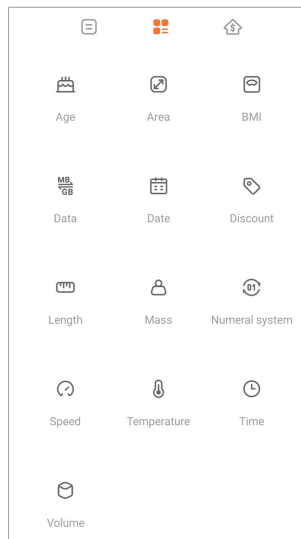 Age Area BMI
MB
GB
Data Date Discount
01
Length Mass Numeral system
Speed Temperature Time
Volume